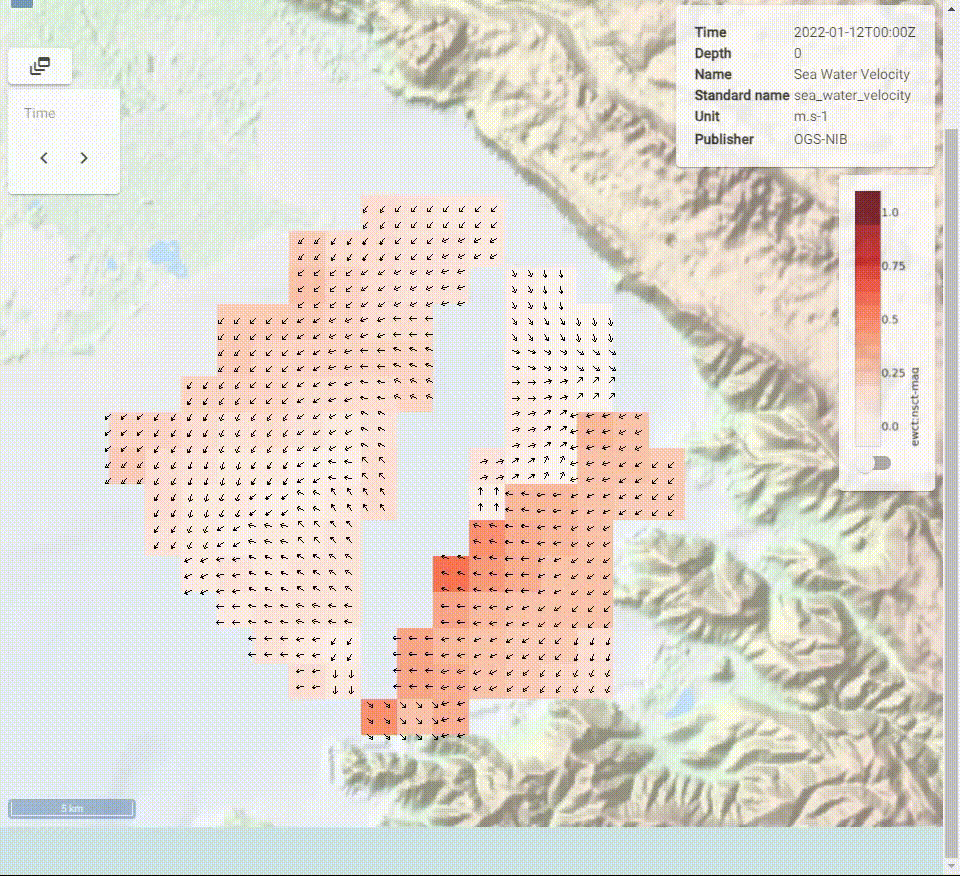 Time 2022-01-12T00:00Z
Depth 0
Name Sea Water Velocity
Standard name sea_water_velocity
Unit m.s-1
Publisher OGS-NIB
Time
1.0
0.75
0.5
0.25
0.0
ewct:nsct-mag
5 km